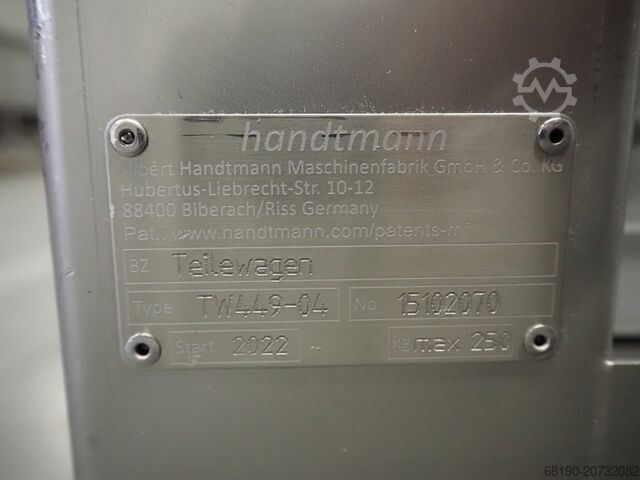 handtmann
Albert Handtmann Maschinenfabrik GmbH & Co. KG
Hubertus-Liebrecht-Str. 10-12
88400 Biberach/Riss Germany
Pat.: www.handtmann.com/patents-mf
BZ Teilewagen
Type TW449-04 No 15102070
Start 2022 - kg max 250
68190-20732082